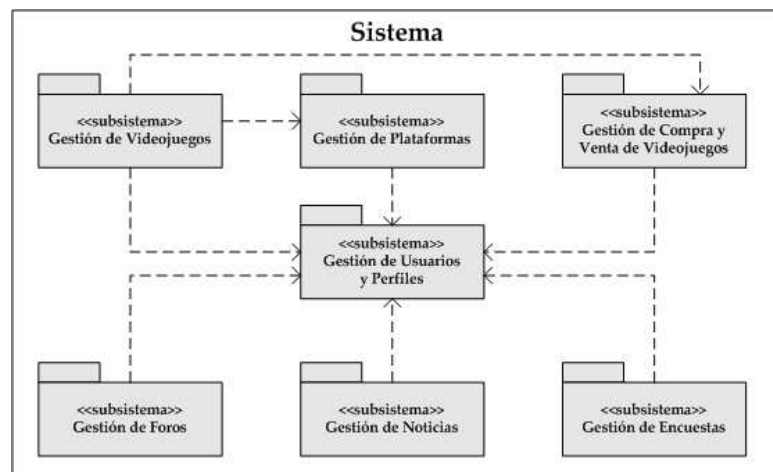 Sistema
<<subsistema>>
Gestión de Videojuegos
<<subsistema>>
Gestión de Plataformas
<<subsistema>>
Gestión de Compra y
Venta de Videojuegos
<<subsistema>>
Gestión de Usuarios
y Perfiles
<<subsistema>>
Gestión de Foros
<<subsistema>>
Gestión de Noticias
<<subsistema>>
Gestión de Encuestas